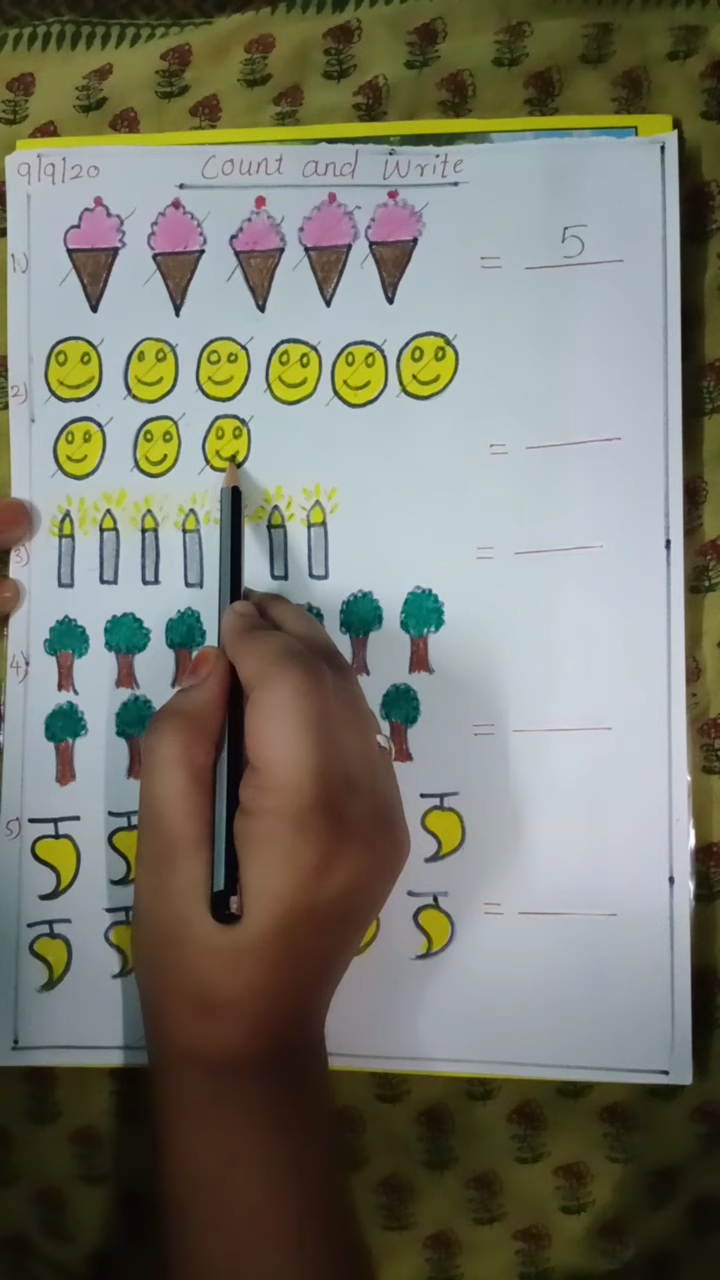 9/9/20 Count and Write
1) = 5
2) =
3) =
4) =
5) =